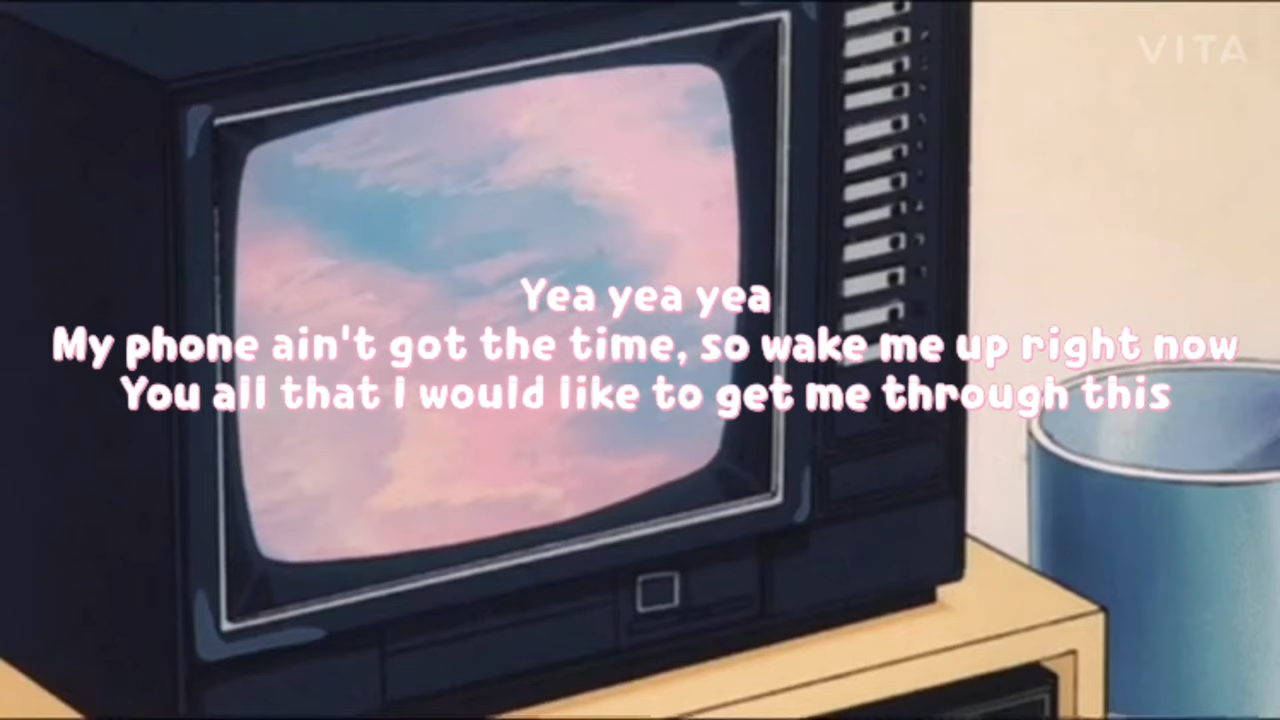 VITA
Yea yea yea
My phone ain't got the time, so wake me up right now
You all that I would like to get me through this